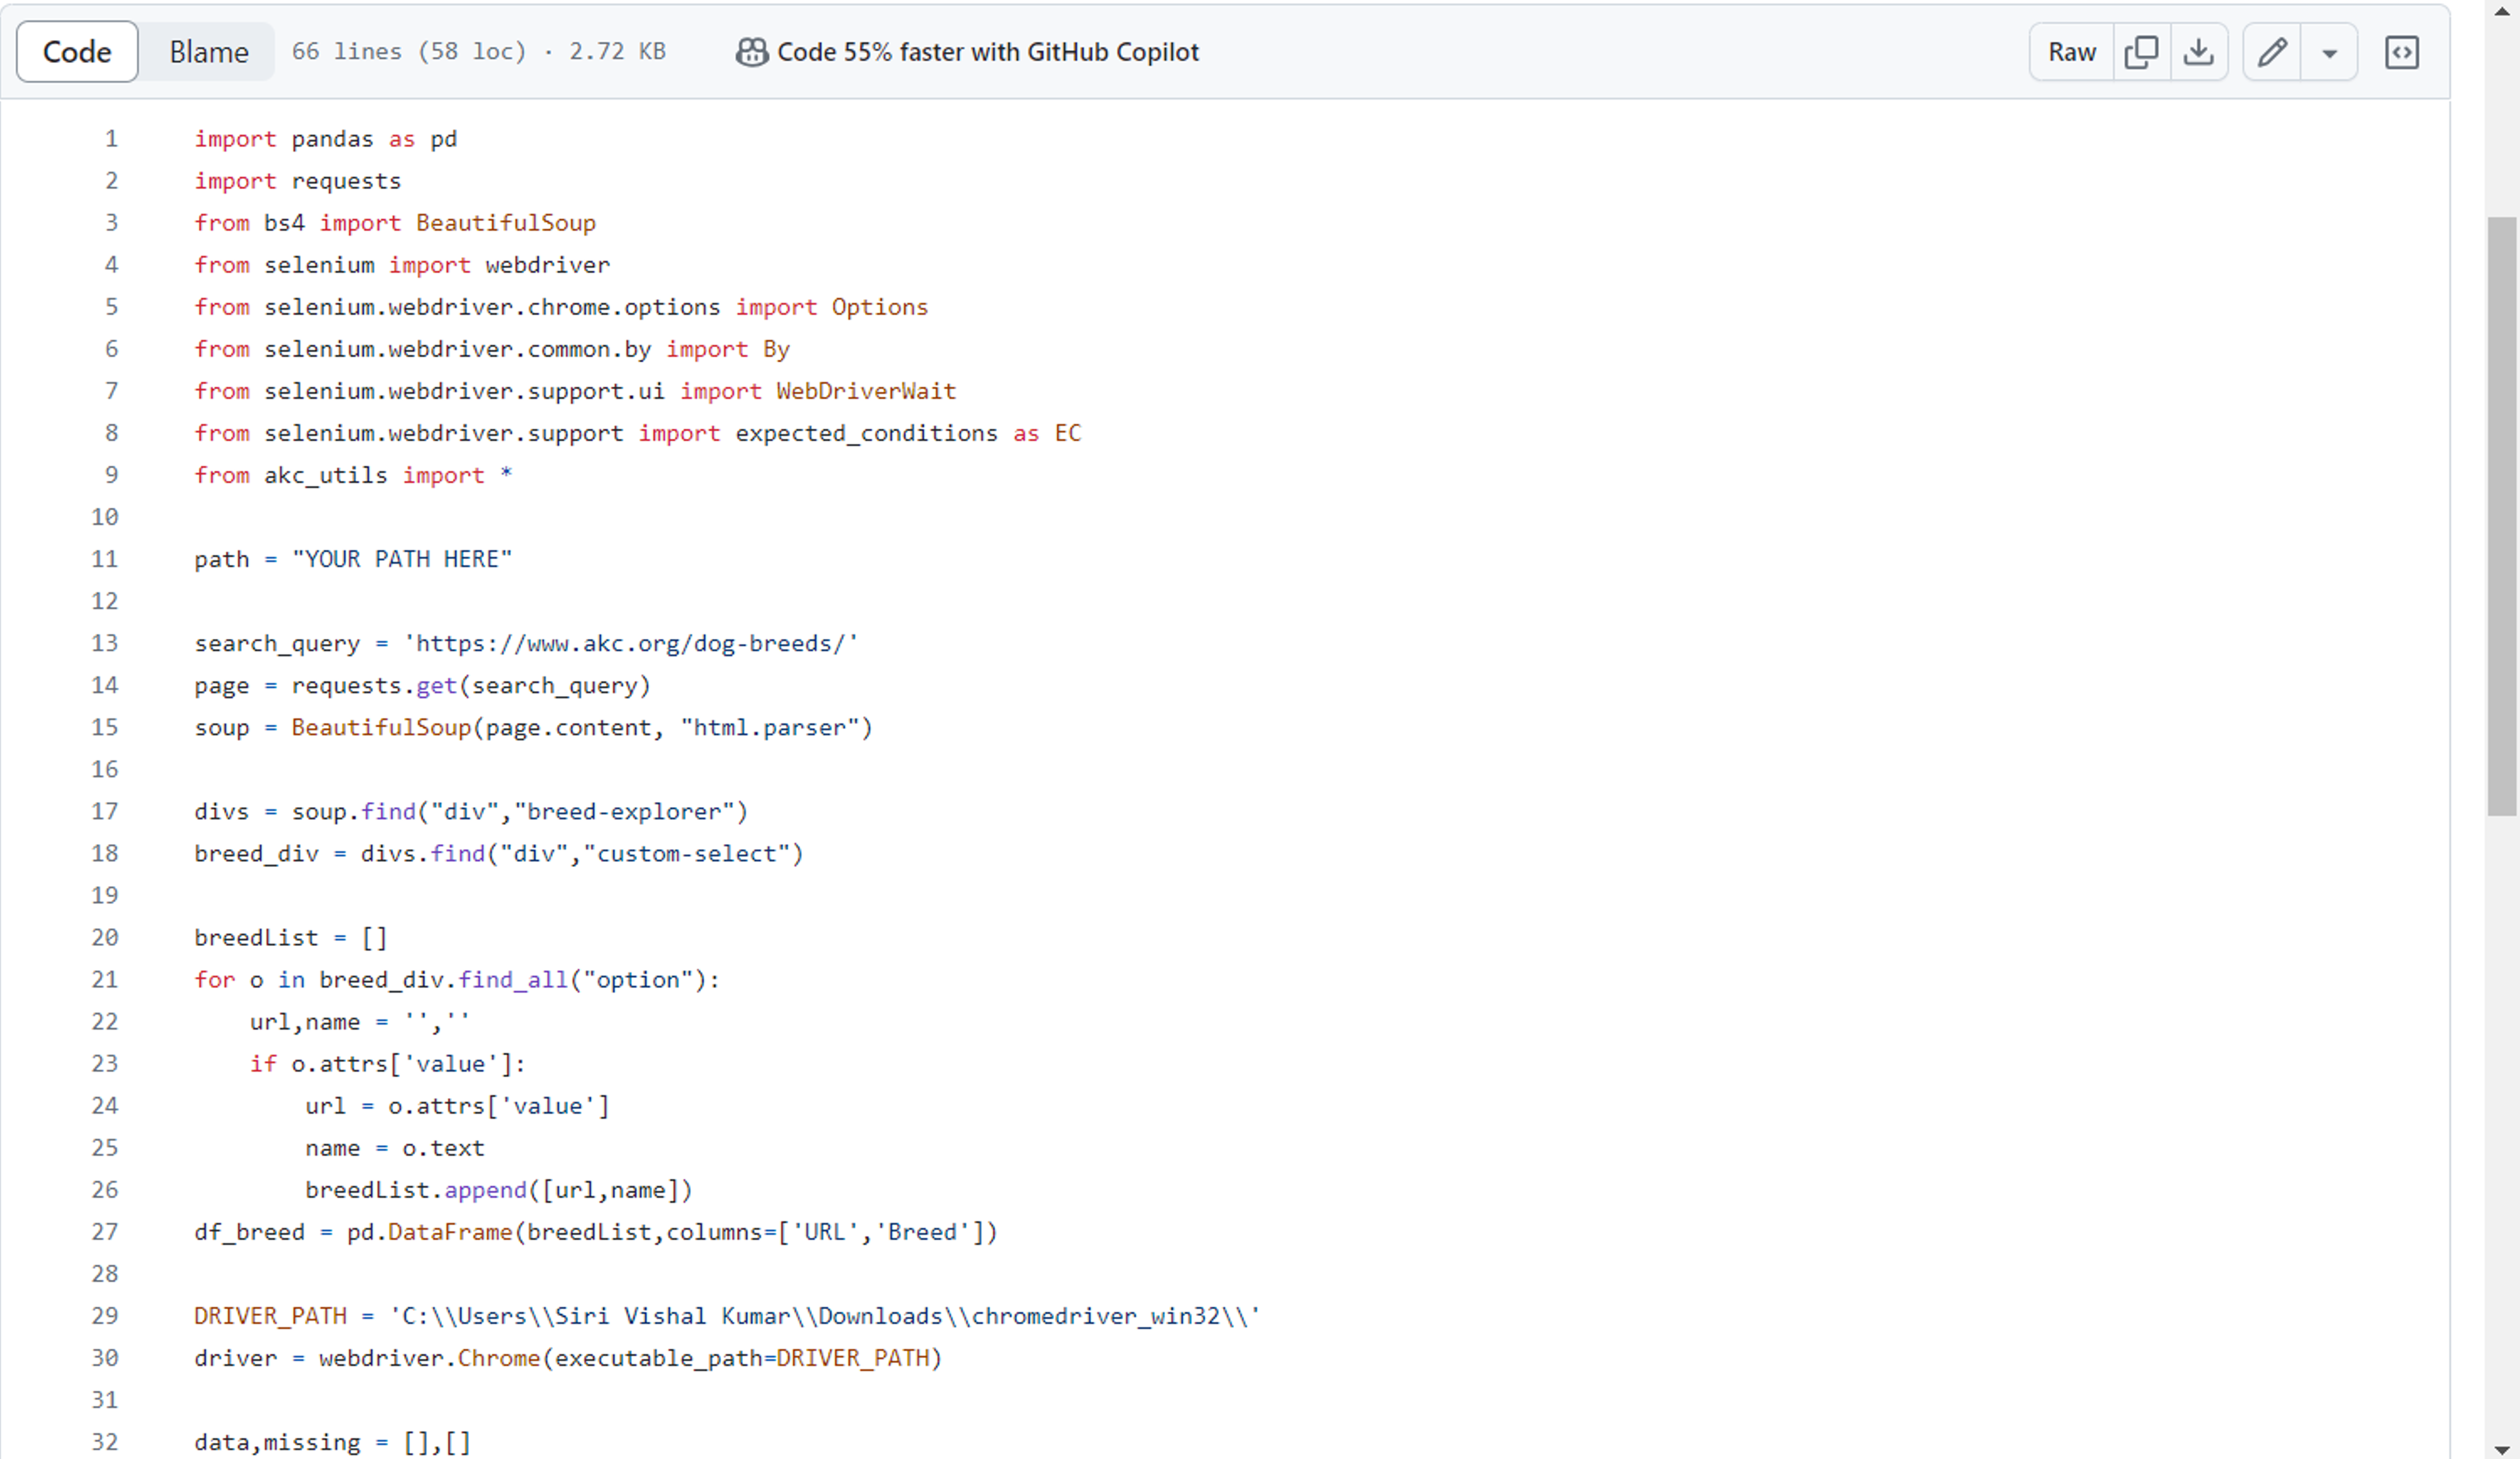 Code Blame 66 lines (58 loc) · 2.72 KB Code 55% faster with GitHub Copilot Raw
1 import pandas as pd
2 import requests
3 from bs4 import BeautifulSoup
4 from selenium import webdriver
5 from selenium.webdriver.chrome.options import Options
6 from selenium.webdriver.common.by import By
7 from selenium.webdriver.support.ui import WebDriverWait
8 from selenium.webdriver.support import expected_conditions as EC
9 from akc_utils import *
10
11 path = "YOUR PATH HERE"
12
13 search_query = 'https://www.akc.org/dog-breeds/'
14 page = requests.get(search_query)
15 soup = BeautifulSoup(page.content, "html.parser")
16
17 divs = soup.find("div","breed-explorer")
18 breed_div = divs.find("div","custom-select")
19
20 breedList = []
21 for o in breed_div.find_all("option"):
22     url,name = '',''
23     if o.attrs['value']:
24         url = o.attrs['value']
25         name = o.text
26         breedList.append([url,name])
27 df_breed = pd.DataFrame(breedList,columns=['URL','Breed'])
28
29 DRIVER_PATH = 'C:\\Users\\Siri Vishal Kumar\\Downloads\\chromedriver_win32\\'
30 driver = webdriver.Chrome(executable_path=DRIVER_PATH)
31
32 data,missing = [],[]